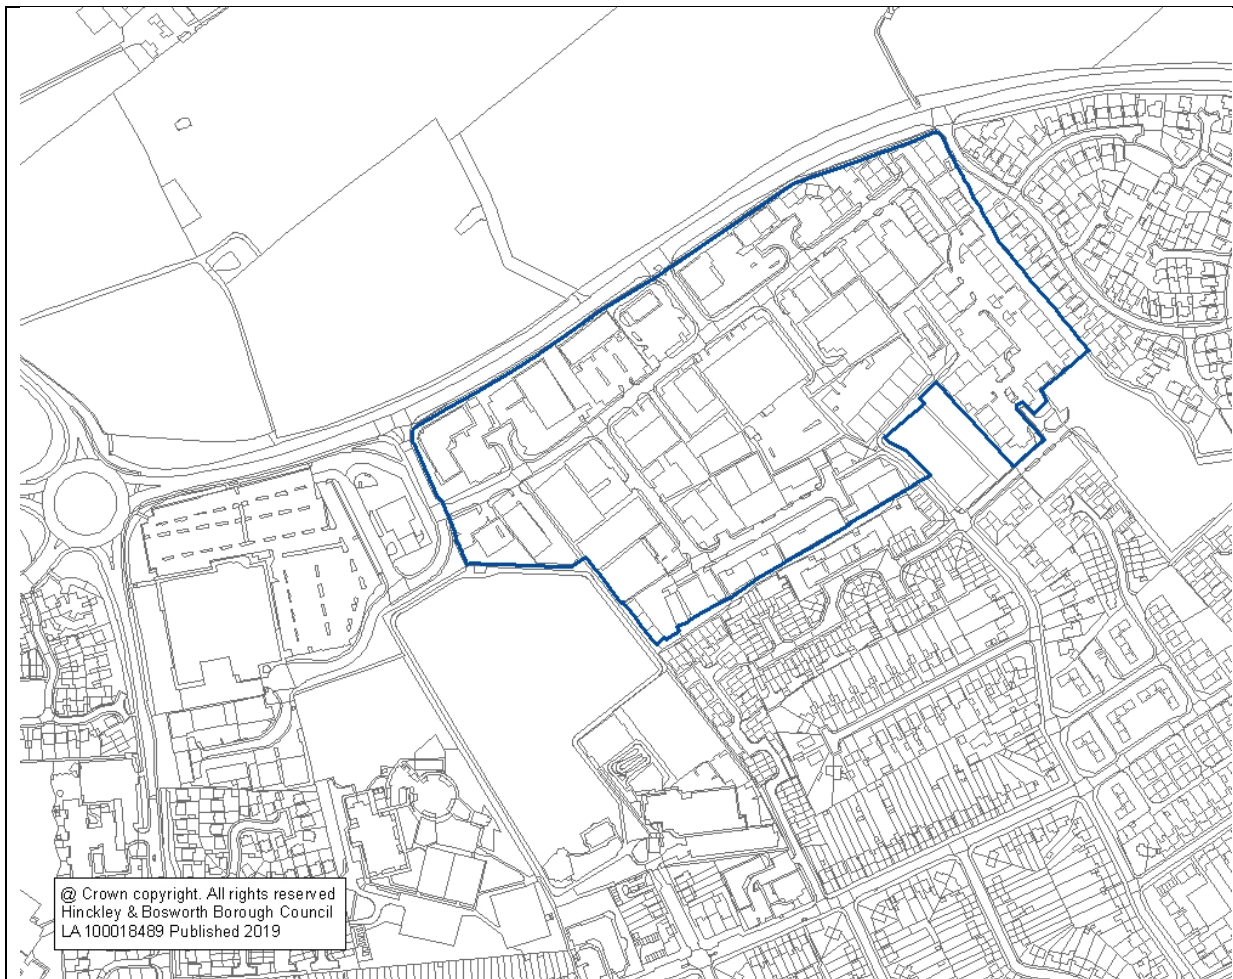 @ Crown copyright. All rights reserved
Hinckley & Bosworth Borough Council
LA 100018489 Published 2019